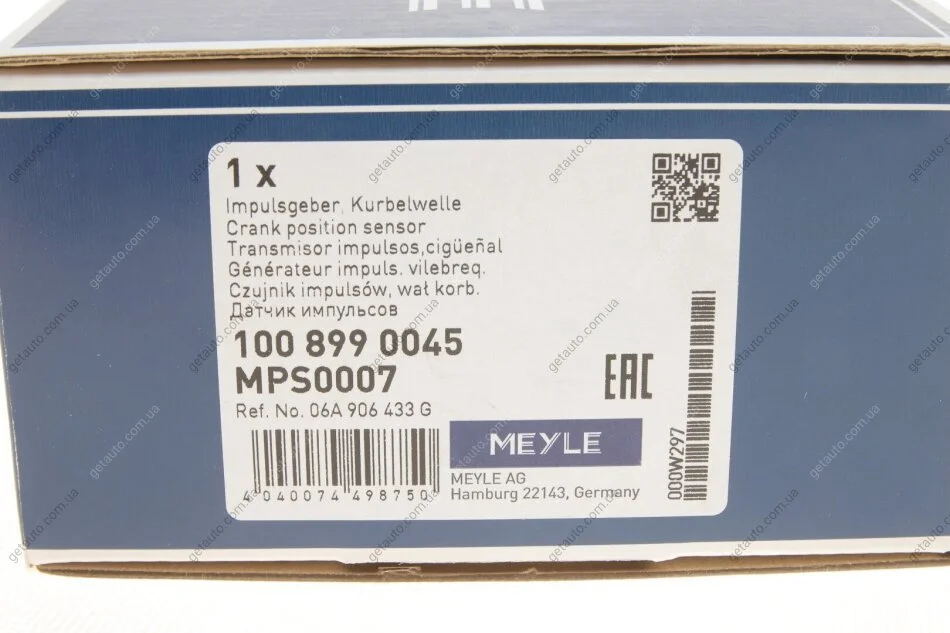 1 x
Impulsgeber, Kurbelwelle
Crank position sensor
Transmisor impulsos,cigüeñal
Générateur impuls. vilebreq.
Czujnik impulsów, wał korb.
Датчик импульсов
100 899 0045
MPS0007
EAC
Ref. No. 06A 906 433 G
MEYLE
4 040074 498750
MEYLE AG
Hamburg 22143, Germany
000W297
getauto.com.ua